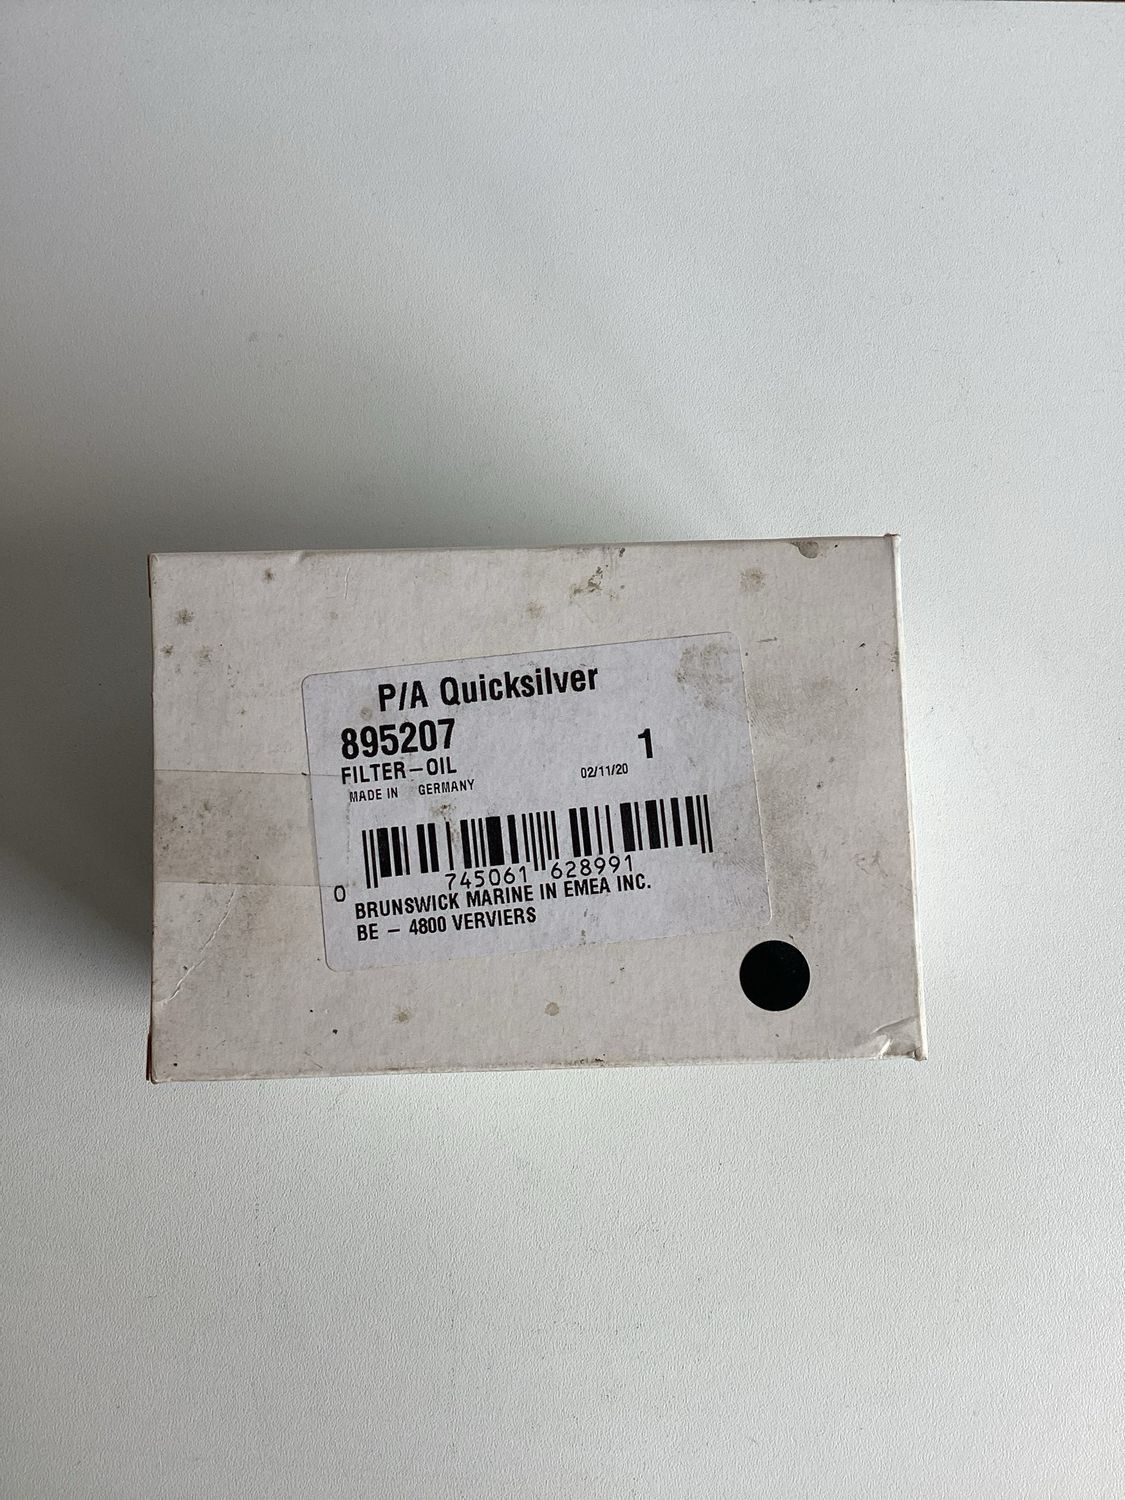 P/A Quicksilver
895207
1
FILTER-OIL
02/11/20
MADE IN GERMANY
0 745061 628991
BRUNSWICK MARINE IN EMEA INC.
BE - 4800 VERVIERS